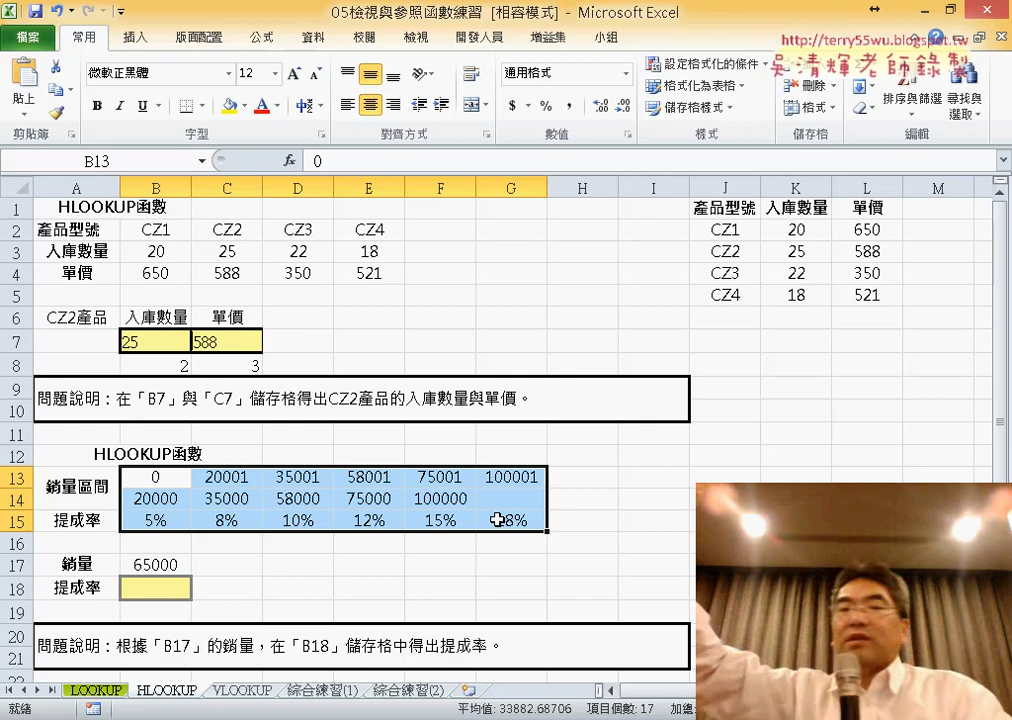 05檢視與參照函數練習 [相容模式] - Microsoft Excel
檔案 常用 插入 版面配置 公式 資料 校閱 檢視 開發人員 增益集 小組
http://terry55wu.blogspot.tw
吳清輝老師錄製
貼上 微軟正黑體 12 A A 通用格式 設定格式化的條件 格式化為表格 儲存格樣式 刪除 格式 排序與篩選 尋找與選取
B I U A 中 $ % ,
剪貼簿 字型 對齊方式 數值 樣式 儲存格 編輯
B13 fx 0
A B C D E F G H I J K L M
1 HLOOKUP函數 產品型號 入庫數量 單價
2 產品型號 CZ1 CZ2 CZ3 CZ4 CZ1 20 650
3 入庫數量 20 25 22 18 CZ2 25 588
4 單價 650 588 350 521 CZ3 22 350
5 CZ4 18 521
6 CZ2產品 入庫數量 單價
7 25 588
8 2 3
9 問題說明：在「B7」與「C7」儲存格得出CZ2產品的入庫數量與單價。
10
11
12 HLOOKUP函數
13 銷量區間 0 20001 35001 58001 75001 100001
14 20000 35000 58000 75000 100000
15 提成率 5% 8% 10% 12% 15% 8%
16
17 銷量 65000
18 提成率
19
20 問題說明：根據「B17」的銷量，在「B18」儲存格中得出提成率。
21
LOOKUP HLOOKUP VLOOKUP 綜合練習(1) 綜合練習(2)
就緒 平均值: 33882.68706 項目個數: 17 加總: